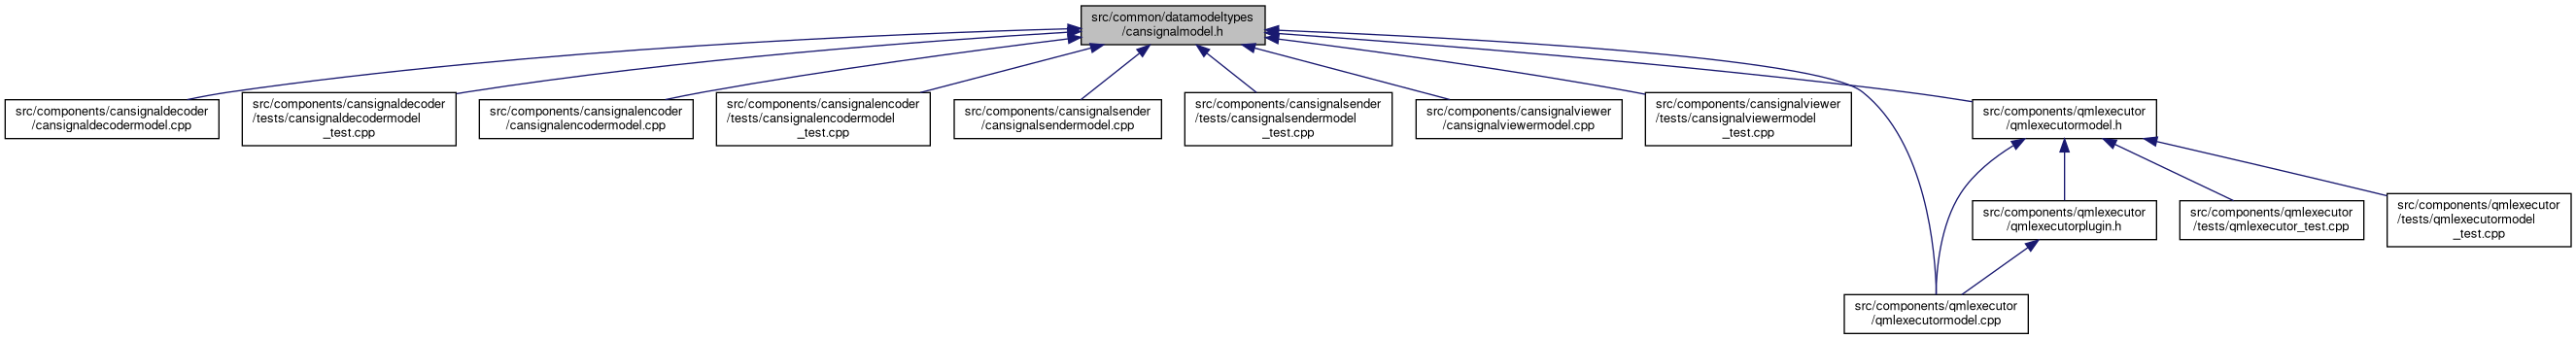 src/common/datamodeltypes
/cansignalmodel.h
src/components/cansignaldecoder
/cansignaldecodermodel.cpp
src/components/cansignaldecoder
/tests/cansignaldecodermodel
_test.cpp
src/components/cansignalencoder
/cansignalencodermodel.cpp
src/components/cansignalencoder
/tests/cansignalencodermodel
_test.cpp
src/components/cansignalsender
/cansignalsendermodel.cpp
src/components/cansignalsender
/tests/cansignalsendermodel
_test.cpp
src/components/cansignalviewer
/cansignalviewermodel.cpp
src/components/cansignalviewer
/tests/cansignalviewermodel
_test.cpp
src/components/qmlexecutor
/qmlexecutormodel.h
src/components/qmlexecutor
/qmlexecutorplugin.h
src/components/qmlexecutor
/tests/qmlexecutor_test.cpp
src/components/qmlexecutor
/tests/qmlexecutormodel
_test.cpp
src/components/qmlexecutor
/qmlexecutormodel.cpp